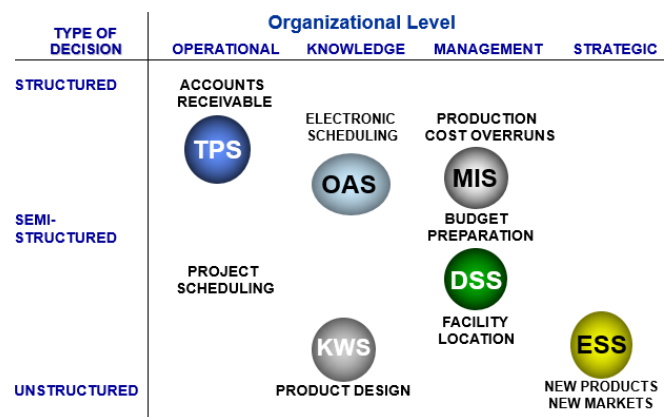 Organizational Level
TYPE OF
DECISION
OPERATIONAL KNOWLEDGE MANAGEMENT STRATEGIC
STRUCTURED
ACCOUNTS
RECEIVABLE
ELECTRONIC
SCHEDULING
PRODUCTION
COST OVERRUNS
TPS
OAS
MIS
SEMI-
STRUCTURED
BUDGET
PREPARATION
PROJECT
SCHEDULING
DSS
FACILITY
LOCATION
KWS
ESS
UNSTRUCTURED
PRODUCT DESIGN
NEW PRODUCTS
NEW MARKETS